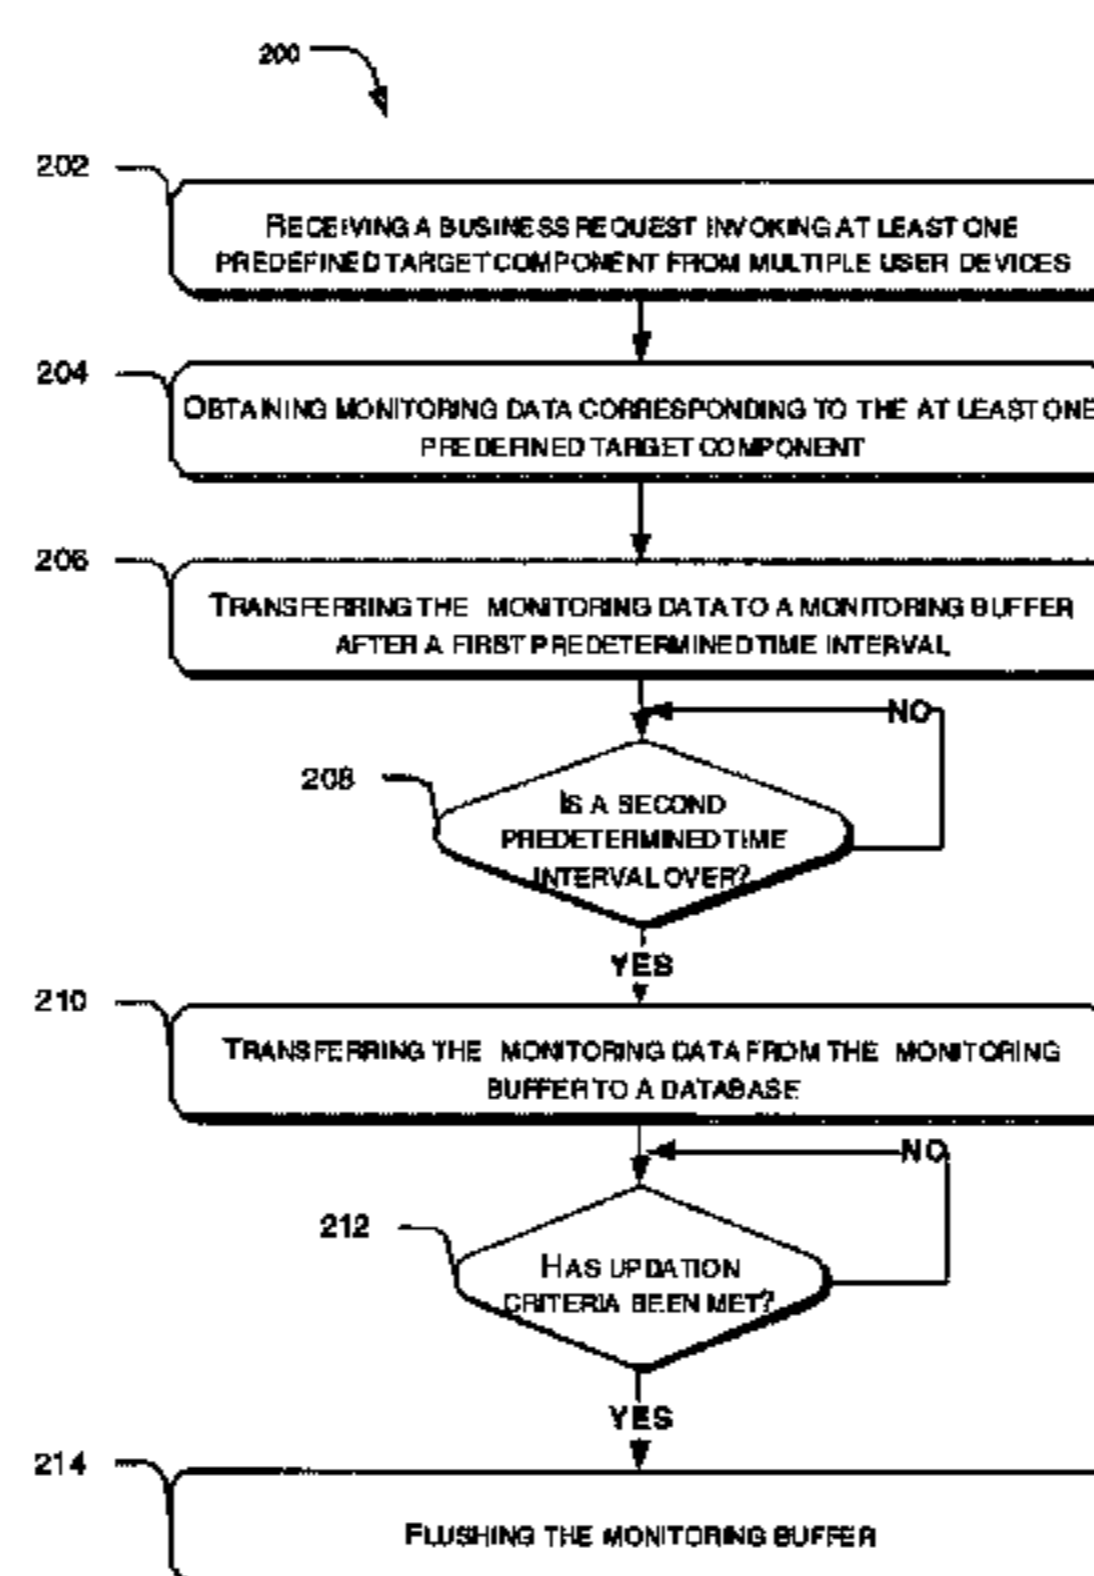 200
202
RECEIVING A BUSINESS REQUEST INVOKING AT LEAST ONE
PREDEFINED TARGET COMPONENT FROM MULTIPLE USER DEVICES
204
OBTAINING MONITORING DATA CORRESPONDING TO THE AT LEAST ONE
PREDEFINED TARGET COMPONENT
206
TRANSFERRING THE MONITORING DATA TO A MONITORING BUFFER
AFTER A FIRST PREDETERMINED TIME INTERVAL
NO
208
IS A SECOND
PREDETERMINED TIME
INTERVAL OVER?
YES
210
TRANSFERRING THE MONITORING DATA FROM THE MONITORING
BUFFER TO A DATABASE
NO
212
HAS UPDATION
CRITERIA BEEN MET?
YES
214
FLUSHING THE MONITORING BUFFER